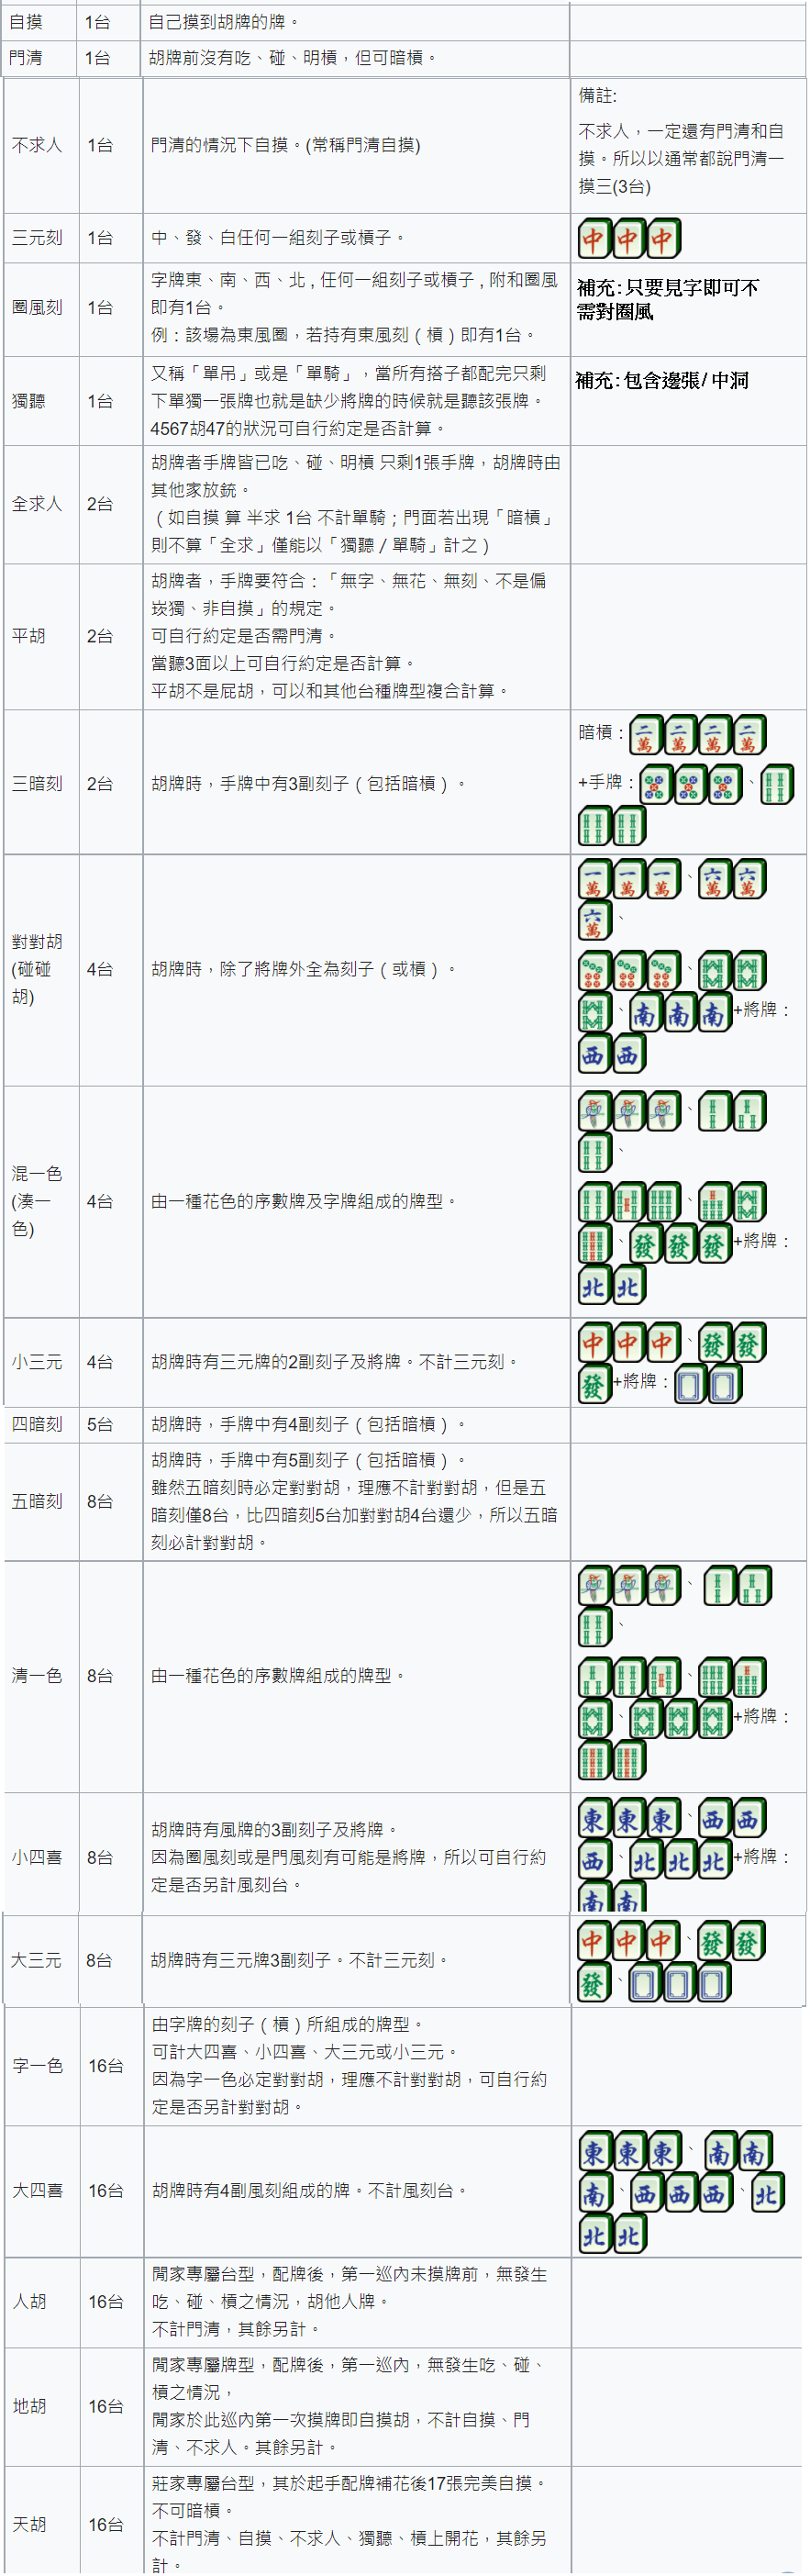 自摸
1台
自己摸到胡牌的牌。
門清
1台
胡牌前沒有吃、碰、明槓，但可暗槓。
不求人
1台
門清的情況下自摸。(常稱門清自摸)
備註:
不求人，一定還有門清和自
摸。所以以通常都說門清一
摸三(3台)
三元刻
1台
中、發、白任何一組刻子或槓子。
中中中
圈風刻
1台
字牌東、南、西、北 , 任何一組刻子或槓子 , 附和圈風
即有1台。
例：該場為東風圈，若持有東風刻（槓）即有1台。
補充:只要見字即可不
需對圈風
獨聽
1台
又稱「單吊」或是「單騎」，當所有搭子都配完只剩
下單獨一張牌也就是缺少將牌的時候就是聽該張牌。
4567胡47的狀況可自行約定是否計算。
補充:包含邊張/中洞
全求人
2台
胡牌者手牌皆已吃、碰、明槓 只剩1張手牌，胡牌時由
其他家放銃。
（如自摸 算 半求 1台 不計單騎；門面若出現「暗槓」
則不算「全求」僅能以「獨聽 / 單騎」計之）
平胡
2台
胡牌者，手牌要符合：「無字、無花、無刻、不是偏
崁獨、非自摸」的規定。
可自行約定是否需門清。
當聽3面以上可自行約定是否計算。
平胡不是屁胡，可以和其他台種牌型複合計算。
三暗刻
2台
胡牌時，手牌中有3副刻子（包括暗槓）。
暗槓：二萬二萬二萬二萬
+手牌：、
對對胡
(碰碰
胡)
4台
胡牌時，除了將牌外全為刻子（或槓）。
一萬一萬一萬、六萬六萬
六萬、
、
、南南南+將牌：
西西
混一色
(湊一
色)
4台
由一種花色的序數牌及字牌組成的牌型。
、
、
、
、發發發+將牌：
北北
小三元
4台
胡牌時有三元牌的2副刻子及將牌。不計三元刻。
中中中、發發
發+將牌：
四暗刻
5台
胡牌時，手牌中有4副刻子（包括暗槓）。
五暗刻
8台
胡牌時，手牌中有5副刻子（包括暗槓）。
雖然五暗刻時必定對對胡，理應不計對對胡，但是五
暗刻僅8台，比四暗刻5台加對對胡4台還少，所以五暗
刻必計對對胡。
清一色
8台
由一種花色的序數牌組成的牌型。
、
、
、
、+將牌：
小四喜
8台
胡牌時有風牌的3副刻子及將牌。
因為圈風刻或是門風刻有可能是將牌，所以可自行約
定是否另計風刻台。
東東東、西西
西、北北北+將牌：
南南
大三元
8台
胡牌時有三元牌3副刻子。不計三元刻。
中中中、發發
發、
字一色
16台
由字牌的刻子（槓）所組成的牌型。
可計大四喜、小四喜、大三元或小三元。
因為字一色必定對對胡，理應不計對對胡，可自行約
定是否另計對對胡。
大四喜
16台
胡牌時有4副風刻組成的牌。不計風刻台。
東東東、南南
南、西西西、北
北北
人胡
16台
閒家專屬台型，配牌後，第一巡內未摸牌前，無發生
吃、碰、槓之情況，胡他人牌。
不計門清，其餘另計。
地胡
16台
閒家專屬牌型，配牌後，第一巡內，無發生吃、碰、
槓之情況，
閒家於此巡內第一次摸牌即自摸胡，不計自摸、門
清、不求人。其餘另計。
天胡
16台
莊家專屬台型，其於起手配牌補花後17張完美自摸。
不可暗槓。
不計門清、自摸、不求人、獨聽、槓上開花，其餘另
計。